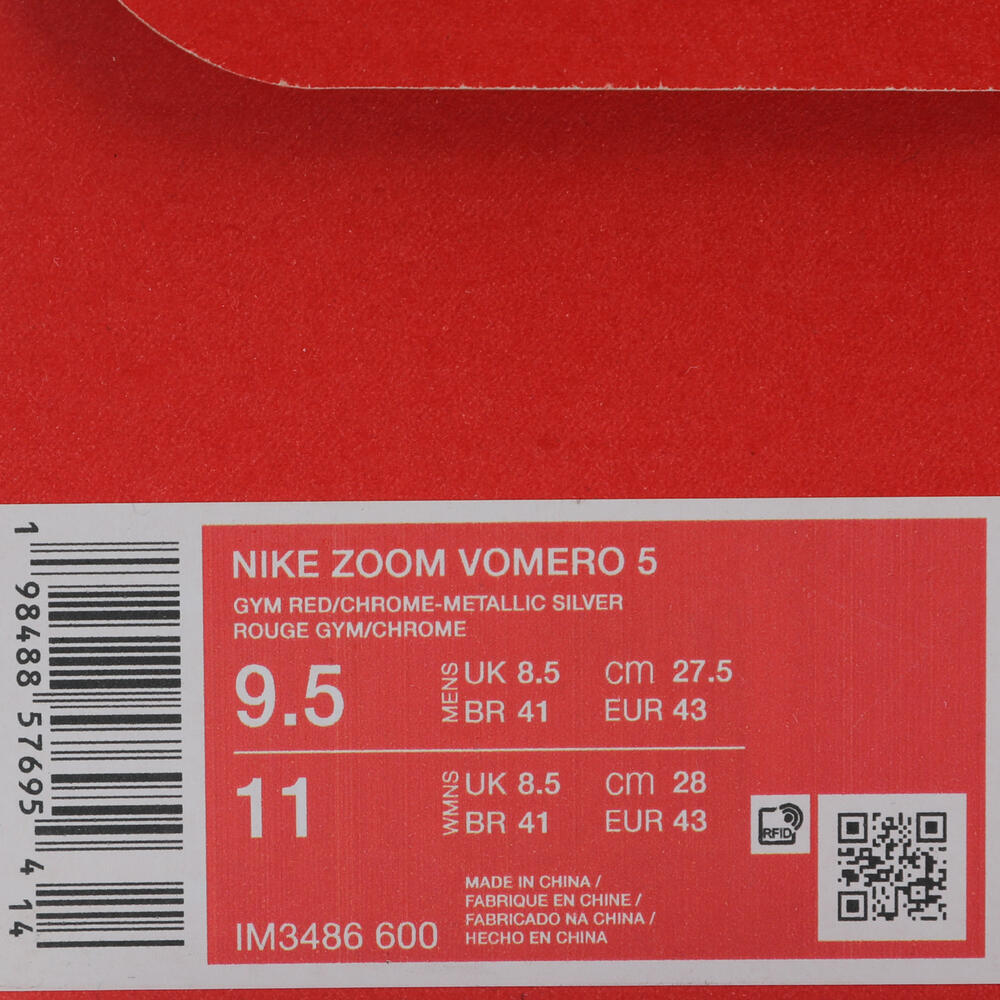 NIKE ZOOM VOMERO 5
GYM RED/CHROME-METALLIC SILVER
ROUGE GYM/CHROME
9.5 MENS UK 8.5 cm 27.5
BR 41 EUR 43
11 WMNS UK 8.5 cm 28
BR 41 EUR 43
RFID
MADE IN CHINA /
FABRIQUE EN CHINE /
FABRICADO NA CHINA /
HECHO EN CHINA
IM3486 600
1 98488 57695 4 14